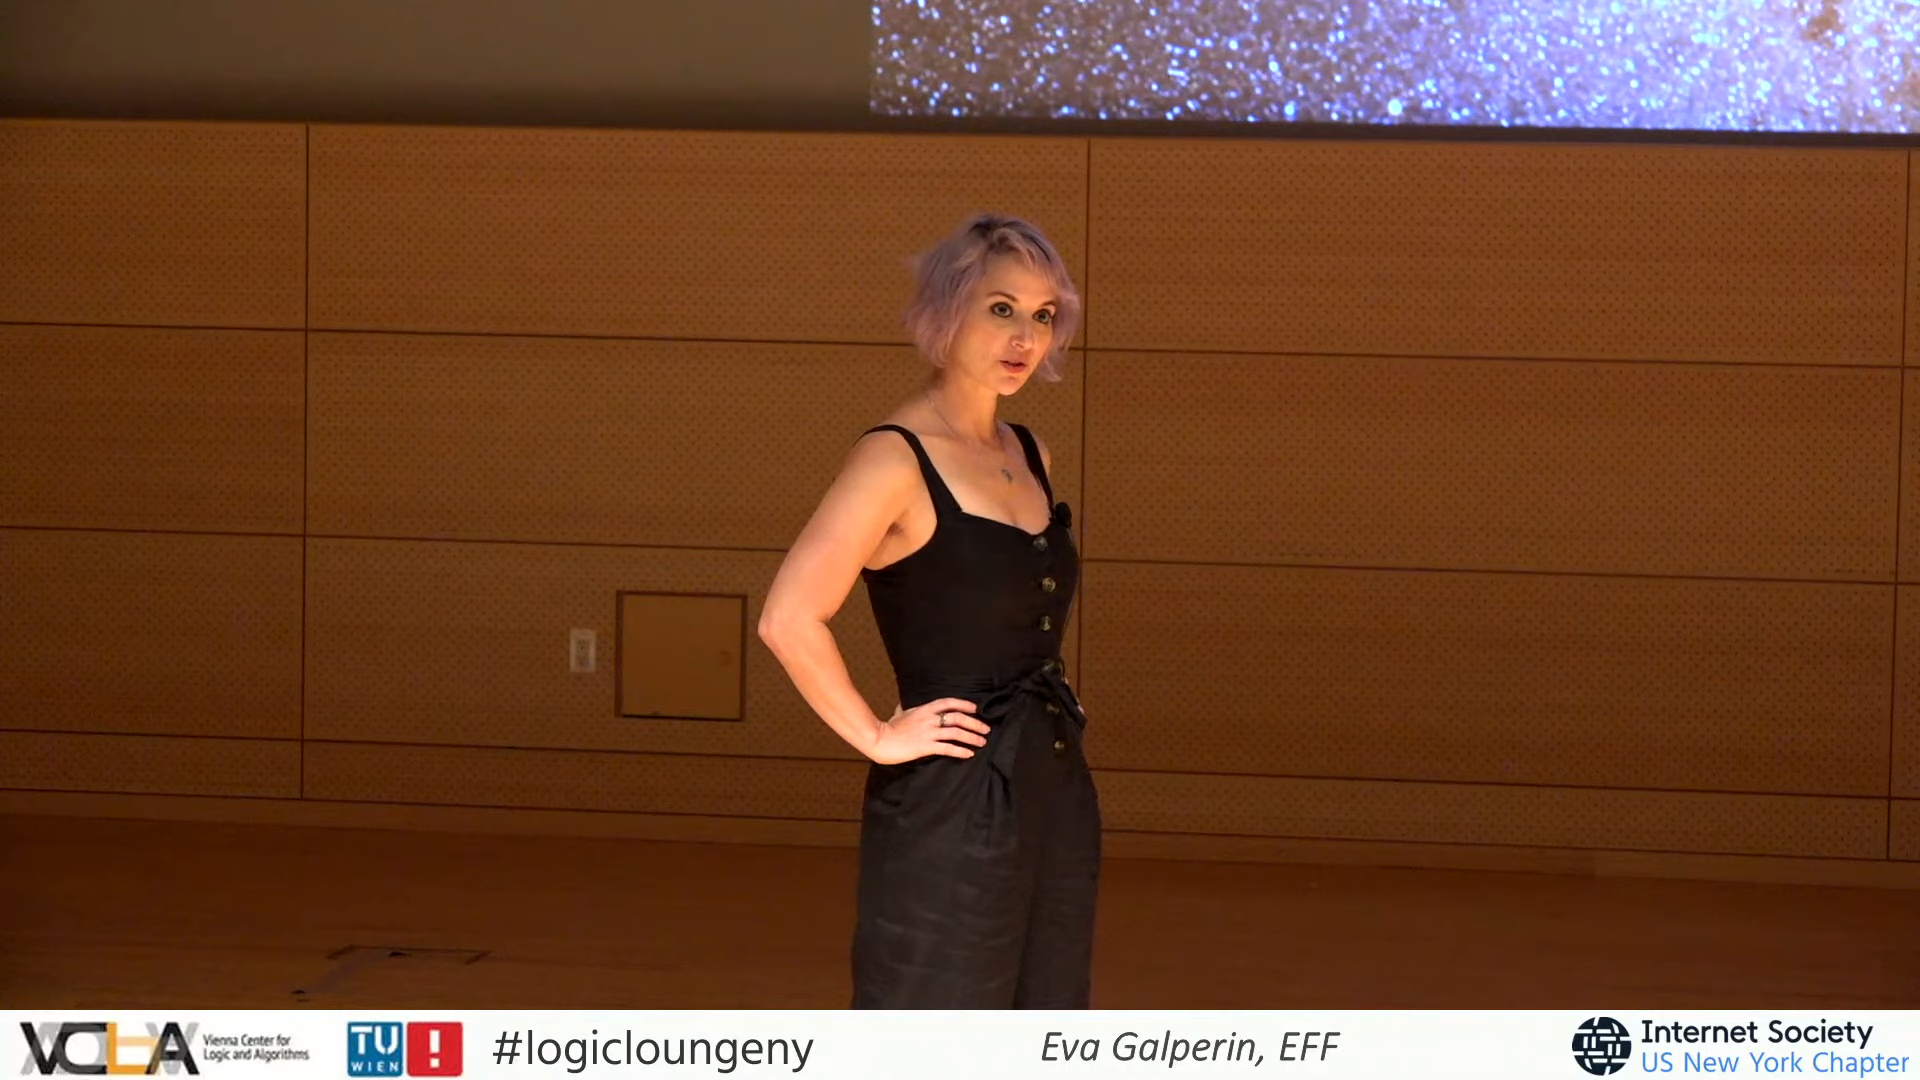 VCLA
Vienna Center for
Logic and Algorithms
TU
WIEN
!
#logicloungeny
Eva Galperin, EFF
Internet Society
US New York Chapter